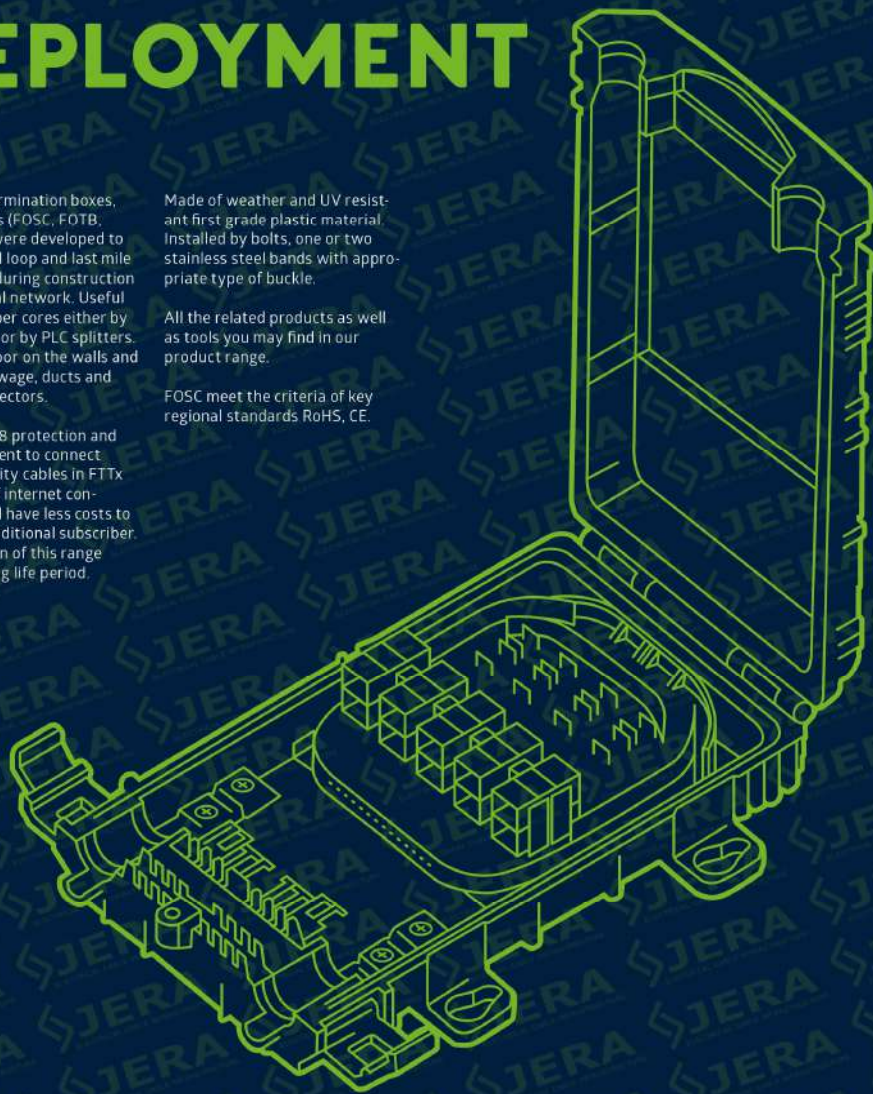 EPLOYMENT
rmination boxes,
s (FOSC, FOTB,
were developed to
l loop and last mile
during construction
al network. Useful
ber cores either by
or by PLC splitters.
oor on the walls and
wage, ducts and
ectors.
8 protection and
ent to connect
ity cables in FTTx
internet con-
l have less costs to
ditional subscriber.
n of this range
g life period.
Made of weather and UV resist-
ant first grade plastic material.
Installed by bolts, one or two
stainless steel bands with appro-
priate type of buckle.
All the related products as well
as tools you may find in our
product range.
FOSC meet the criteria of key
regional standards RoHS, CE.
JERA